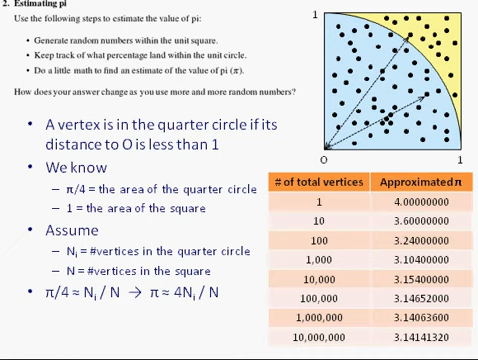 2. Estimating pi
Use the following steps to estimate the value of pi:
• Generate random numbers within the unit square.
• Keep track of what percentage land within the unit circle.
• Do a little math to find an estimate of the value of pi (π).
How does your answer change as you use more and more random numbers?
• A vertex is in the quarter circle if its
distance to O is less than 1
• We know
– π/4 = the area of the quarter circle
– 1 = the area of the square
• Assume
– Ni = #vertices in the quarter circle
– N = #vertices in the square
• π/4 ≈ Ni / N → π ≈ 4Ni / N
1
O 1
# of total vertices Approximated π
1 4.00000000
10 3.60000000
100 3.24000000
1,000 3.10400000
10,000 3.15400000
100,000 3.14652000
1,000,000 3.14063600
10,000,000 3.14141320